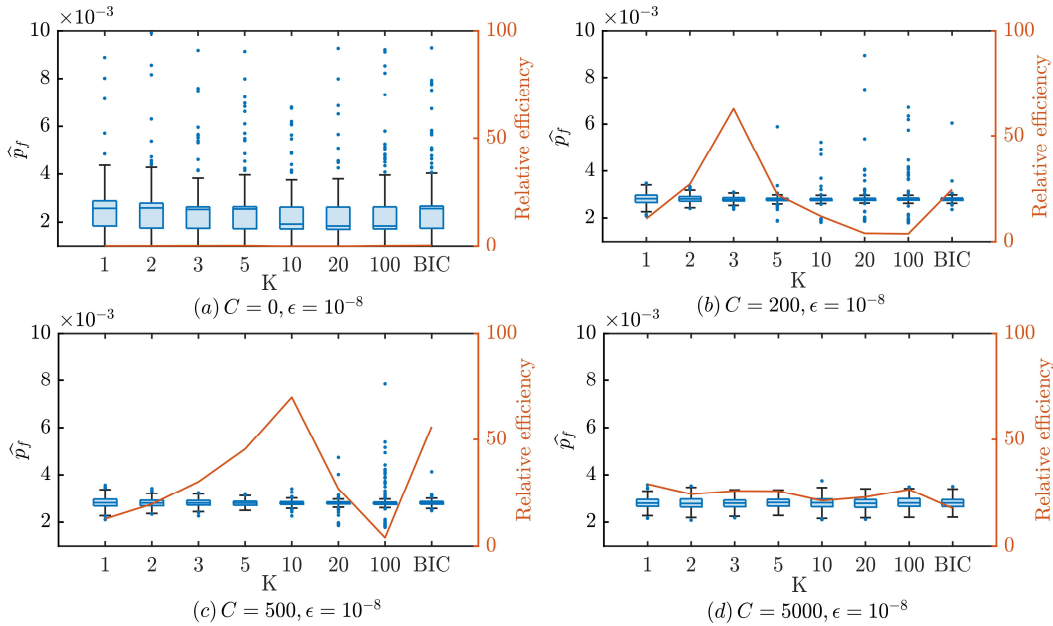 ×10⁻³
10
8
6
4
2
p̂_f
100
50
0
Relative efficiency
1 2 3 5 10 20 100 BIC
K
(a) C = 0, ϵ = 10⁻⁸
×10⁻³
10
8
6
4
2
p̂_f
100
50
0
Relative efficiency
1 2 3 5 10 20 100 BIC
K
(b) C = 200, ϵ = 10⁻⁸
×10⁻³
10
8
6
4
2
p̂_f
100
50
0
Relative efficiency
1 2 3 5 10 20 100 BIC
K
(c) C = 500, ϵ = 10⁻⁸
×10⁻³
10
8
6
4
2
p̂_f
100
50
0
Relative efficiency
1 2 3 5 10 20 100 BIC
K
(d) C = 5000, ϵ = 10⁻⁸